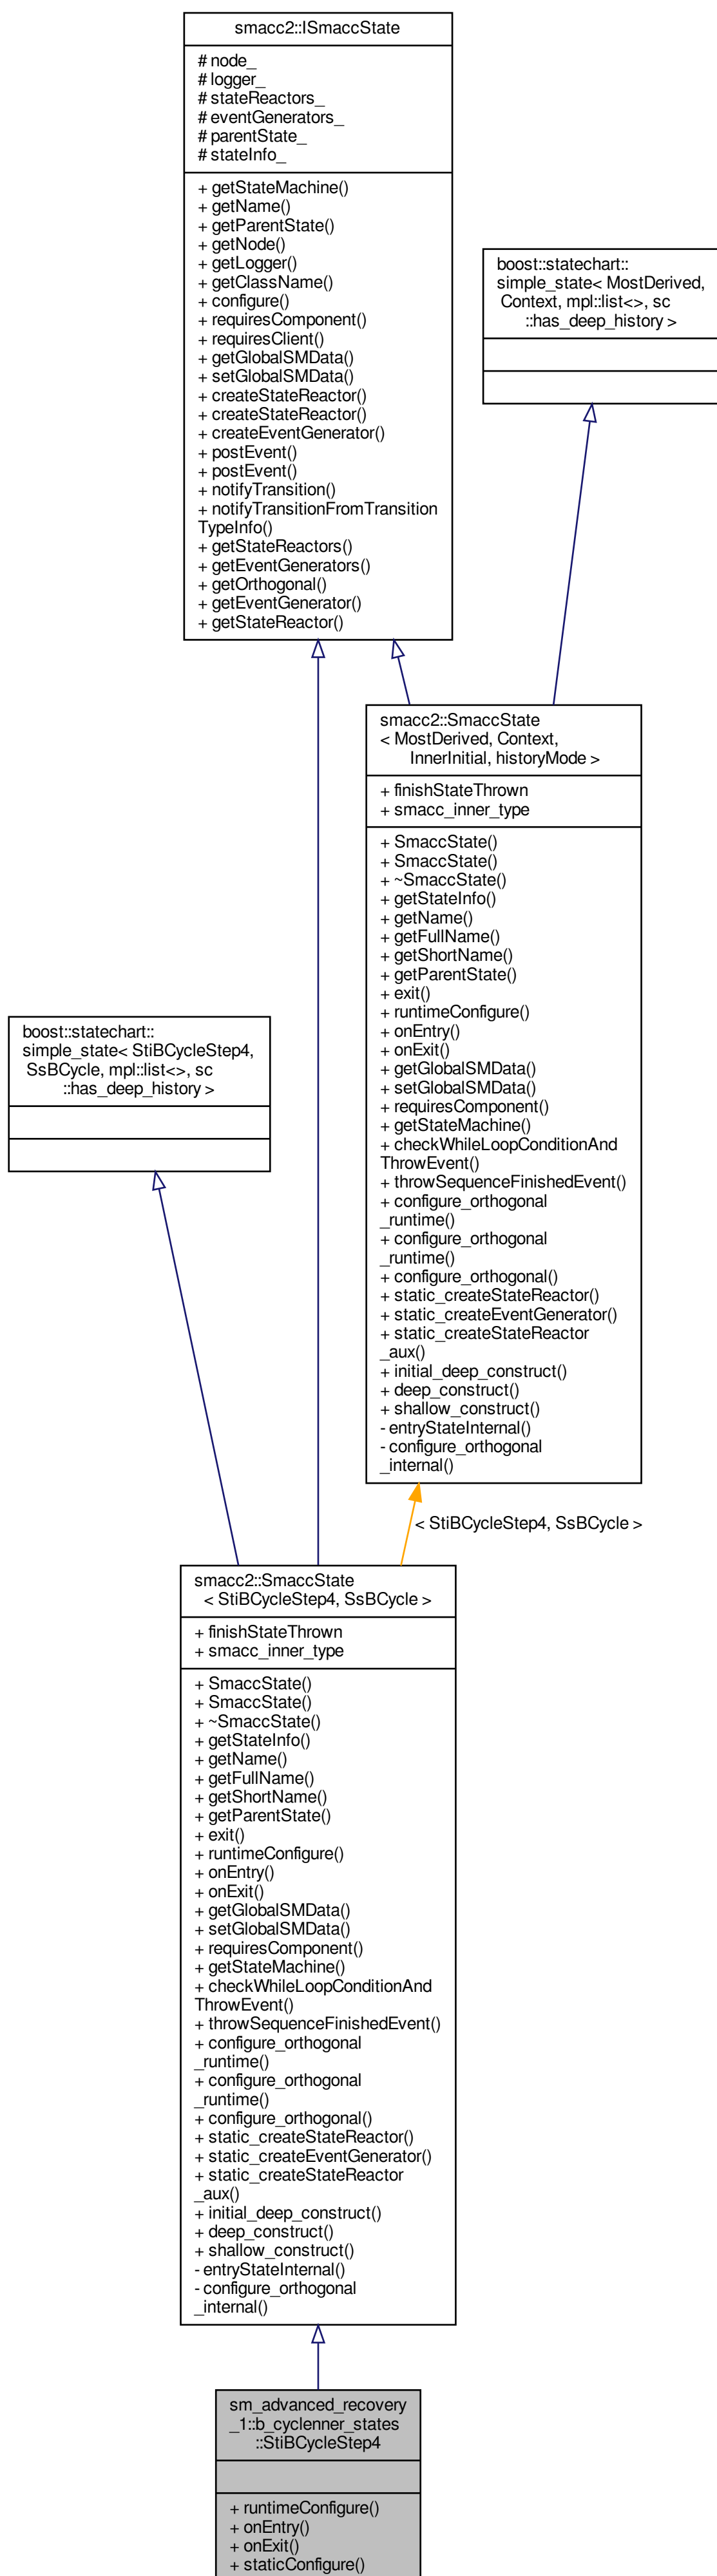 smacc2::ISmaccState
# node_
# logger_
# stateReactors_
# eventGenerators_
# parentState_
# stateInfo_
+ getStateMachine()
+ getName()
+ getParentState()
+ getNode()
+ getLogger()
+ getClassName()
+ configure()
+ requiresComponent()
+ requiresClient()
+ getGlobalSMData()
+ setGlobalSMData()
+ createStateReactor()
+ createStateReactor()
+ createEventGenerator()
+ postEvent()
+ postEvent()
+ notifyTransition()
+ notifyTransitionFromTransition
TypeInfo()
+ getStateReactors()
+ getEventGenerators()
+ getOrthogonal()
+ getEventGenerator()
+ getStateReactor()
boost::statechart::
simple_state< MostDerived,
Context, mpl::list<>, sc
::has_deep_history >
smacc2::SmaccState
< MostDerived, Context,
InnerInitial, historyMode >
+ finishStateThrown
+ smacc_inner_type
+ SmaccState()
+ SmaccState()
+ ~SmaccState()
+ getStateInfo()
+ getName()
+ getFullName()
+ getShortName()
+ getParentState()
+ exit()
+ runtimeConfigure()
+ onEntry()
+ onExit()
+ getGlobalSMData()
+ setGlobalSMData()
+ requiresComponent()
+ getStateMachine()
+ checkWhileLoopConditionAnd
ThrowEvent()
+ throwSequenceFinishedEvent()
+ configure_orthogonal
_runtime()
+ configure_orthogonal
_runtime()
+ configure_orthogonal()
+ static_createStateReactor()
+ static_createEventGenerator()
+ static_createStateReactor
_aux()
+ initial_deep_construct()
+ deep_construct()
+ shallow_construct()
- entryStateInternal()
- configure_orthogonal
_internal()
boost::statechart::
simple_state< StiBCycleStep4,
SsBCycle, mpl::list<>, sc
::has_deep_history >
< StiBCycleStep4, SsBCycle >
smacc2::SmaccState
< StiBCycleStep4, SsBCycle >
+ finishStateThrown
+ smacc_inner_type
+ SmaccState()
+ SmaccState()
+ ~SmaccState()
+ getStateInfo()
+ getName()
+ getFullName()
+ getShortName()
+ getParentState()
+ exit()
+ runtimeConfigure()
+ onEntry()
+ onExit()
+ getGlobalSMData()
+ setGlobalSMData()
+ requiresComponent()
+ getStateMachine()
+ checkWhileLoopConditionAnd
ThrowEvent()
+ throwSequenceFinishedEvent()
+ configure_orthogonal
_runtime()
+ configure_orthogonal
_runtime()
+ configure_orthogonal()
+ static_createStateReactor()
+ static_createEventGenerator()
+ static_createStateReactor
_aux()
+ initial_deep_construct()
+ deep_construct()
+ shallow_construct()
- entryStateInternal()
- configure_orthogonal
_internal()
sm_advanced_recovery
_1::b_cyclenner_states
::StiBCycleStep4
+ runtimeConfigure()
+ onEntry()
+ onExit()
+ staticConfigure()